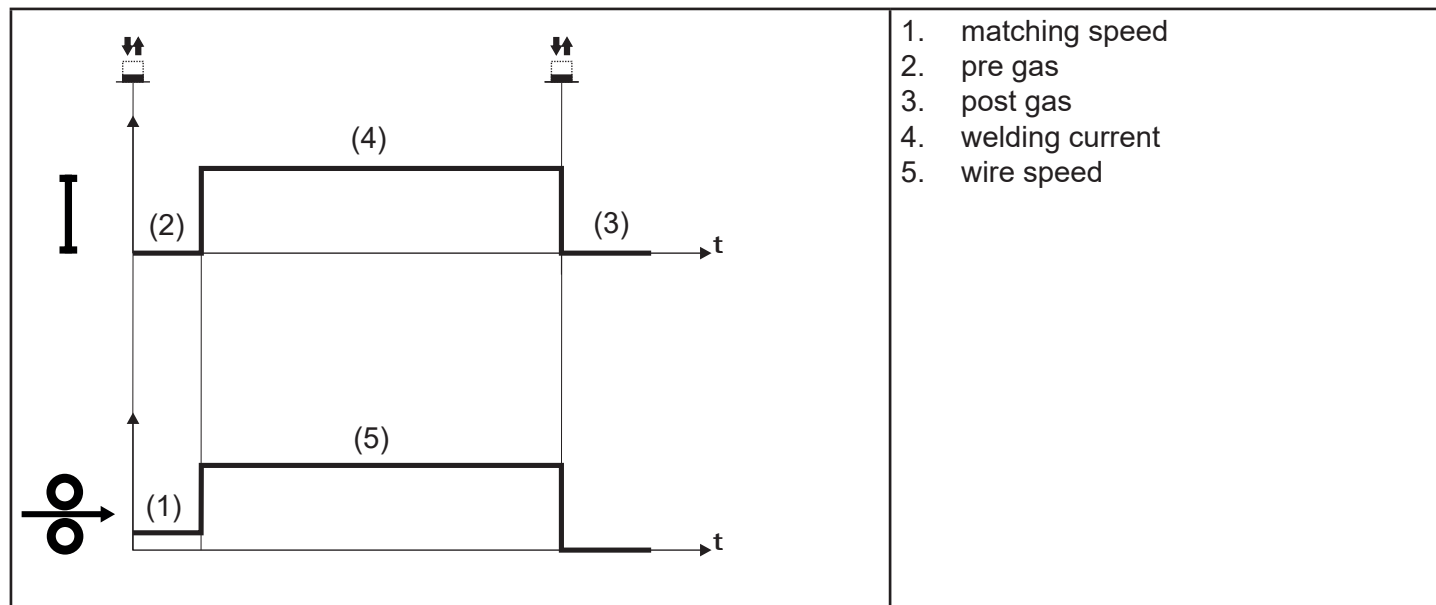 (4)
(2)
(3)
t
(5)
(1)
t
1. matching speed
2. pre gas
3. post gas
4. welding current
5. wire speed